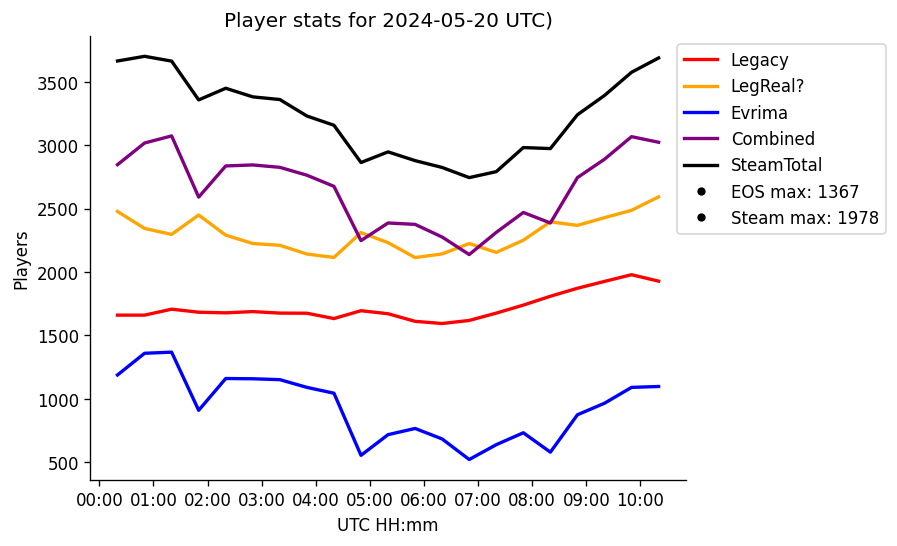 Player stats for 2024-05-20 UTC)
Legacy
LegReal?
Evrima
Combined
SteamTotal
EOS max: 1367
Steam max: 1978
Players
3500
3000
2500
2000
1500
1000
500
00:00 01:00 02:00 03:00 04:00 05:00 06:00 07:00 08:00 09:00 10:00
UTC HH:mm